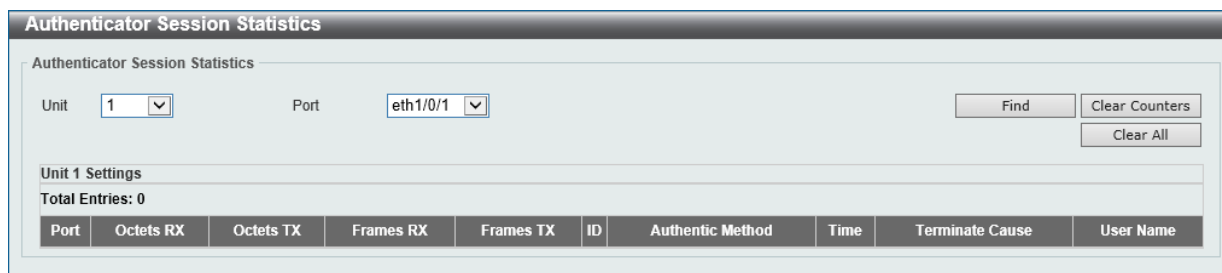 Authenticator Session Statistics
Authenticator Session Statistics
Unit 1 Port eth1/0/1 Find Clear Counters
Clear All
Unit 1 Settings
Total Entries: 0
Port Octets RX Octets TX Frames RX Frames TX ID Authentic Method Time Terminate Cause User Name